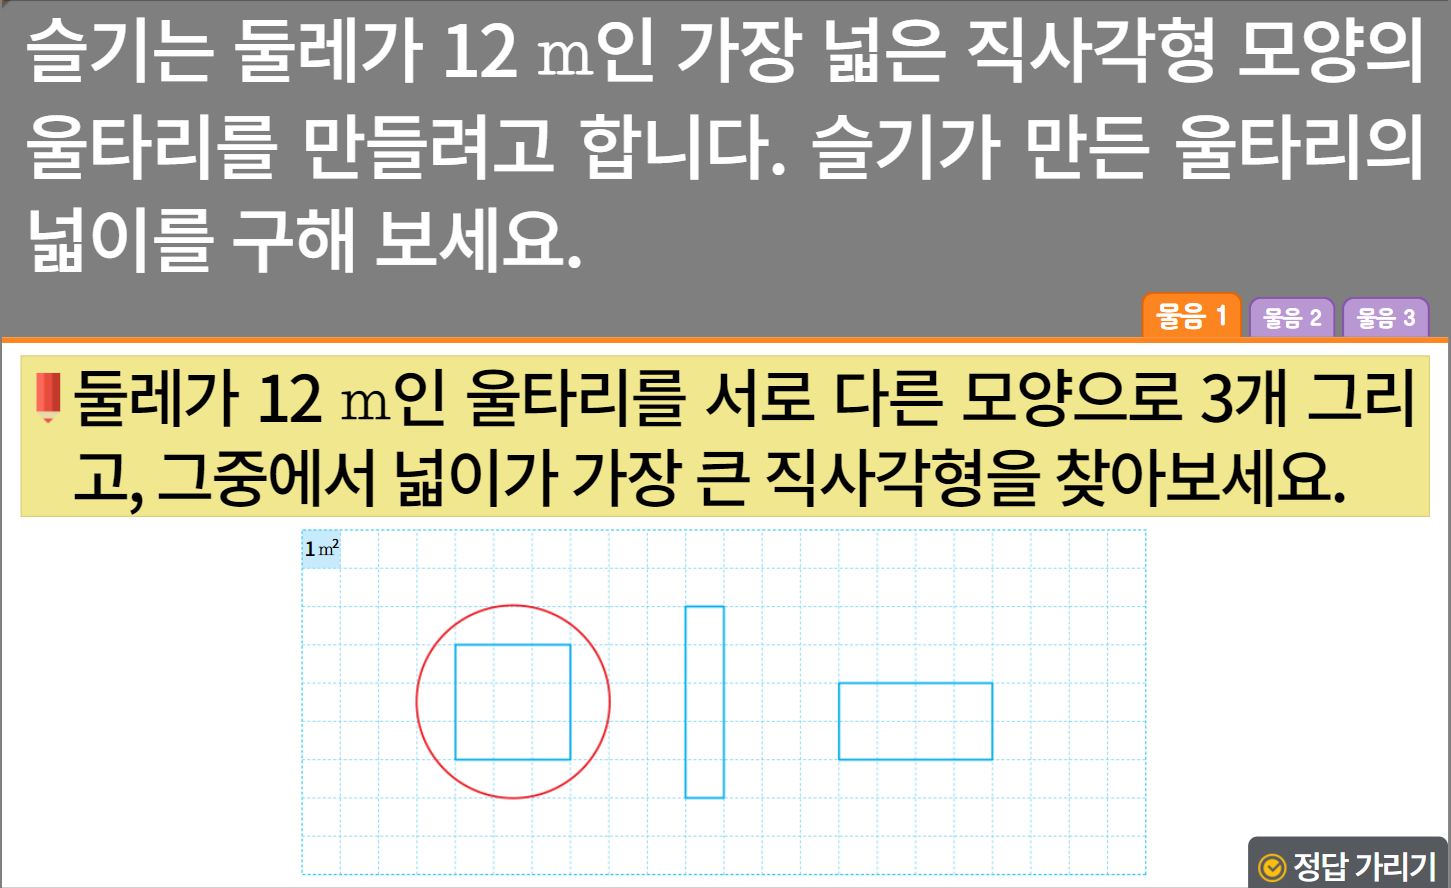 슬기는 둘레가 12 m인 가장 넓은 직사각형 모양의
울타리를 만들려고 합니다. 슬기가 만든 울타리의
넓이를 구해 보세요.
물음 1 물음 2 물음 3
둘레가 12 m인 울타리를 서로 다른 모양으로 3개 그리
고, 그중에서 넓이가 가장 큰 직사각형을 찾아보세요.
1 m²
정답 가리기